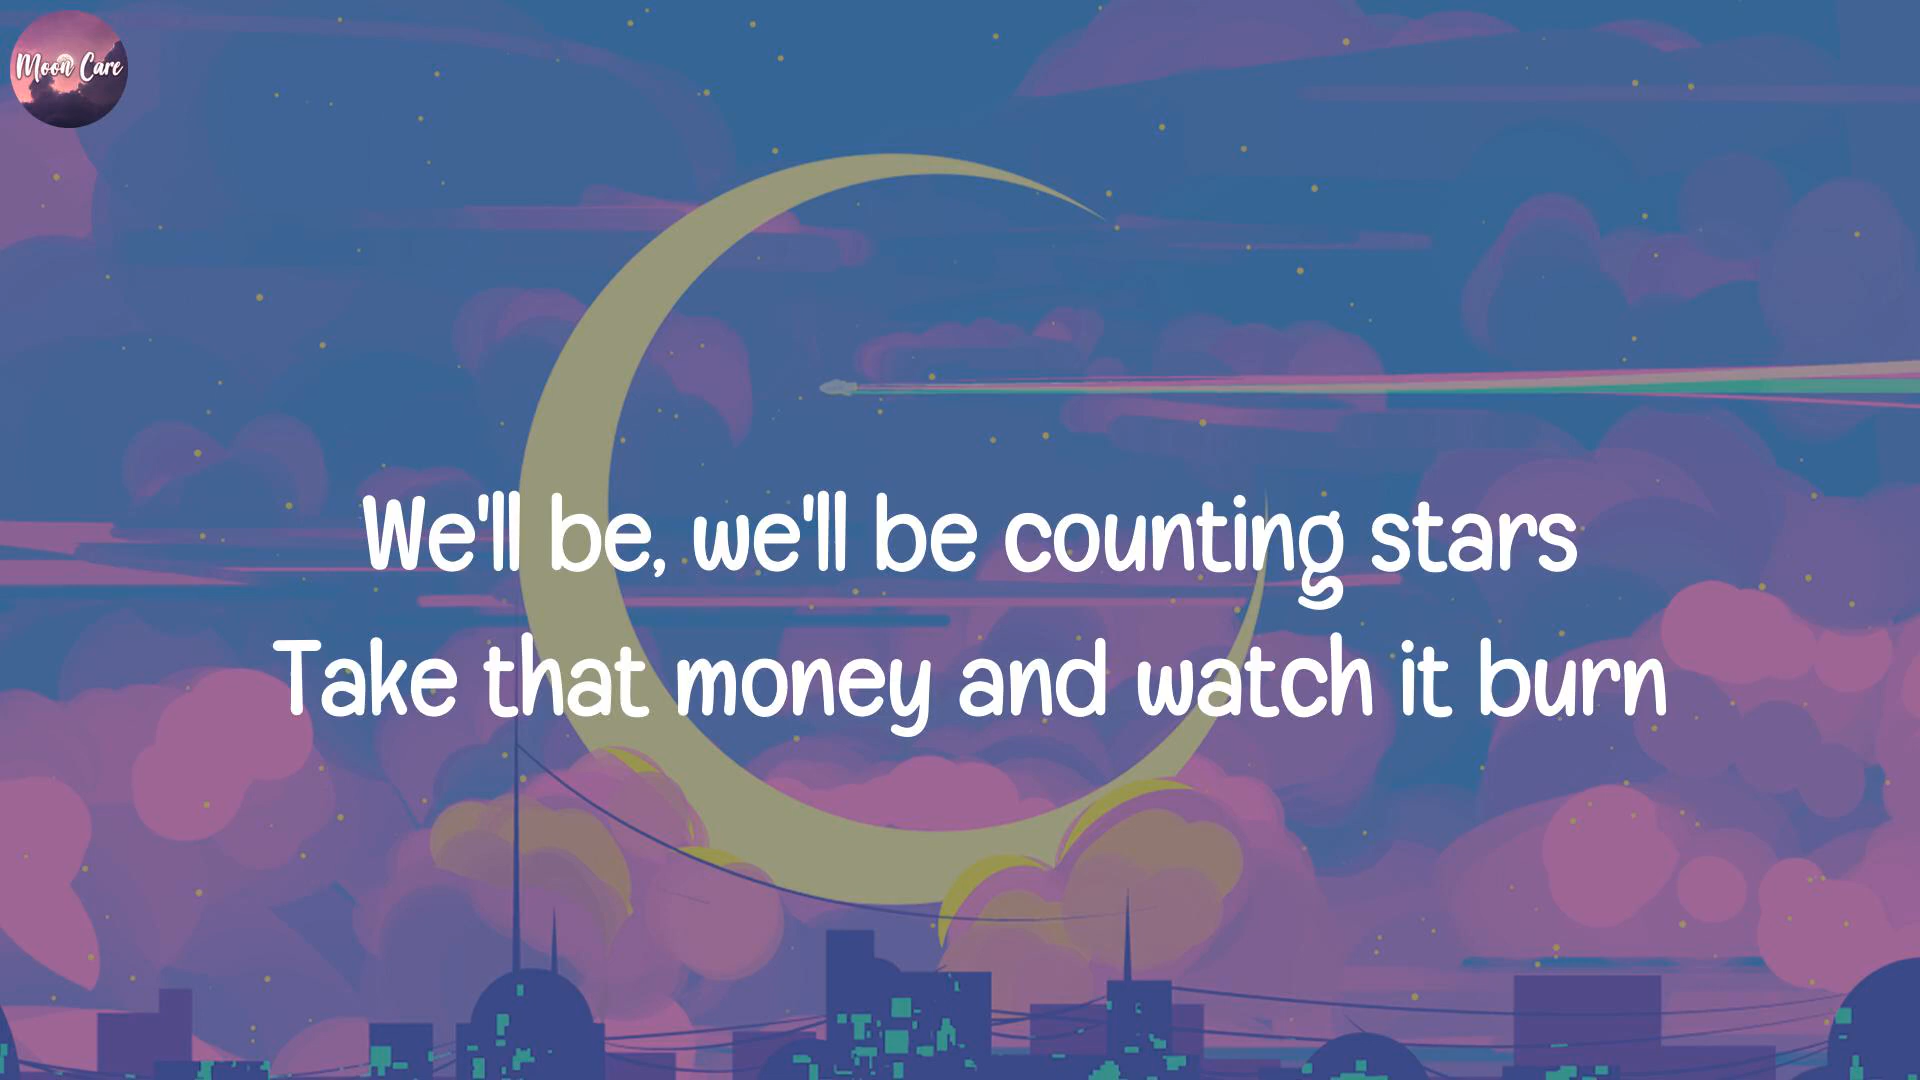 Moon Care
We'll be, we'll be counting stars
Take that money and watch it burn